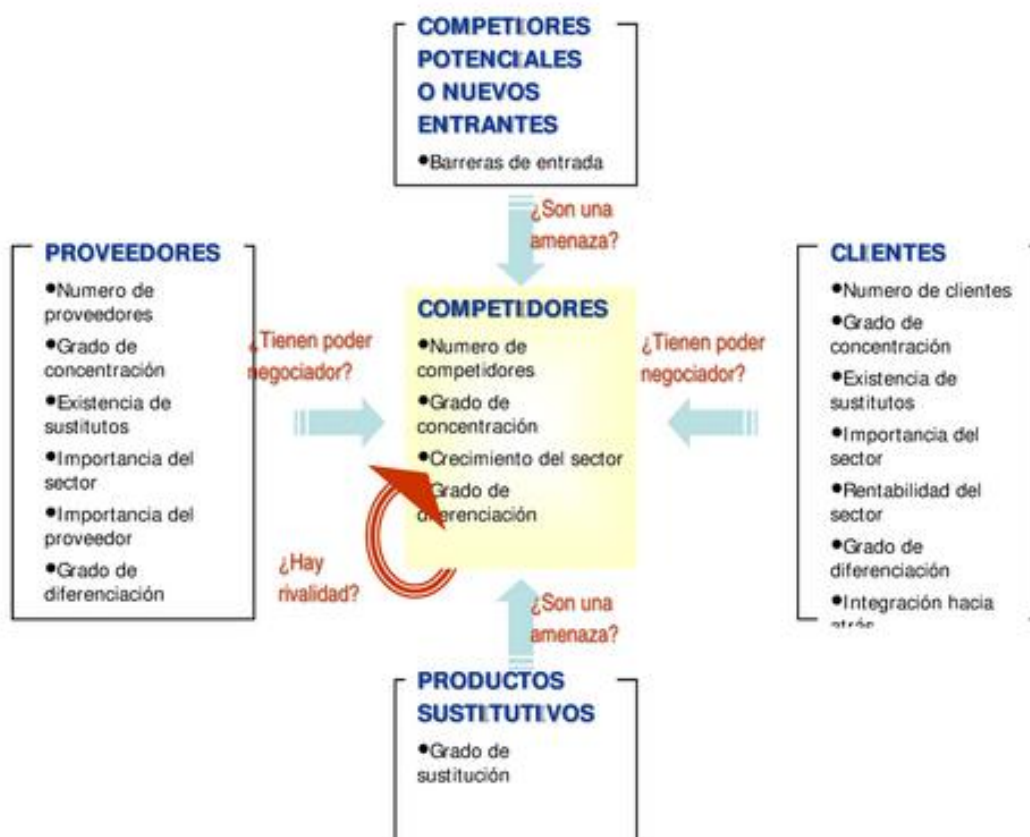 COMPETIORES
POTENCIALES
O NUEVOS
ENTRANTES
●Barreras de entrada
¿Son una
amenaza?
PROVEEDORES
●Numero de
proveedores
●Grado de
concentración
●Existencia de
sustitutos
●Importancia del
sector
●Importancia del
proveedor
●Grado de
diferenciación
¿Tienen poder
negociador?
COMPETIDORES
●Numero de
competidores
●Grado de
concentración
●Crecimiento del sector
Grado de
diferenciación
¿Hay
rivalidad?
¿Tienen poder
negociador?
CLIENTES
●Numero de clientes
●Grado de
concentración
●Existencia de
sustitutos
●Importancia del
sector
●Rentabilidad del
sector
●Grado de
diferenciación
●Integración hacia
atrás
¿Son una
amenaza?
PRODUCTOS
SUSTITUTIVOS
●Grado de
sustitución